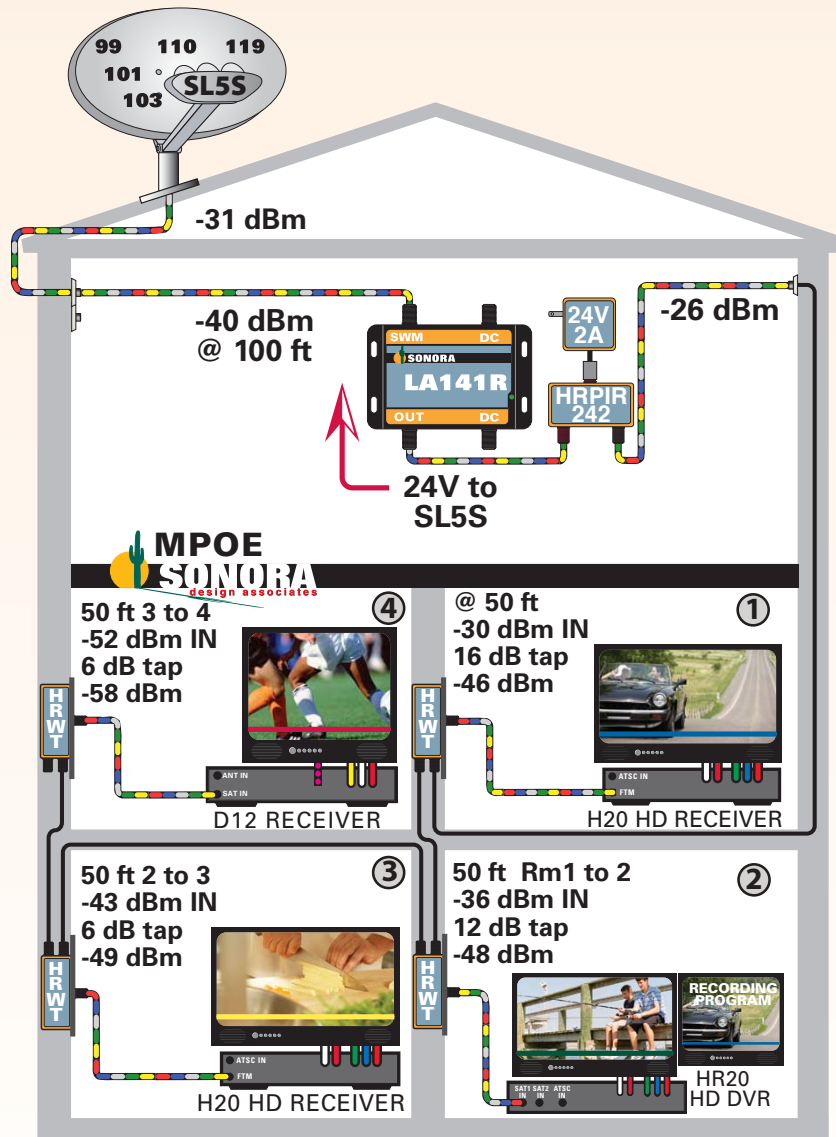 99 110 119
101
103
SL5S
-31 dBm
-40 dBm
@ 100 ft
SWM DC
SONORA
LA141R
OUT DC
24V
2A
HRPIR
242
-26 dBm
24V to
SL5S
MPOE
SONORA
design associates
50 ft 3 to 4
-52 dBm IN
6 dB tap
-58 dBm
4
HRWT
ANT IN
SAT IN
D12 RECEIVER
@ 50 ft
-30 dBm IN
16 dB tap
-46 dBm
1
HRWT
ATSC IN
FTM
H20 HD RECEIVER
50 ft 2 to 3
-43 dBm IN
6 dB tap
-49 dBm
3
HRWT
ATSC IN
FTM
H20 HD RECEIVER
50 ft Rm1 to 2
-36 dBm IN
12 dB tap
-48 dBm
2
HRWT
RECORDING
PROGRAM
SAT1 SAT2 ATSC
IN IN IN
HR20
HD DVR